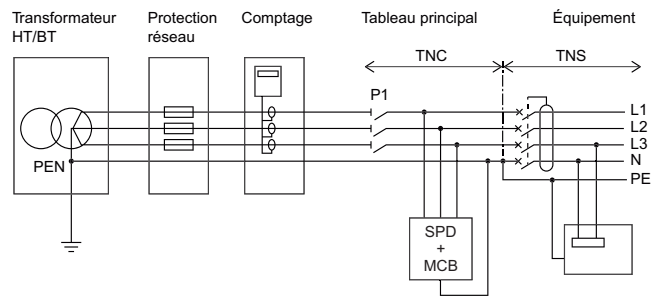 Transformateur
HT/BT
Protection
réseau
Comptage
Tableau principal
Équipement
TNC
TNS
P1
L1
L2
L3
N
PE
PEN
SPD
+
MCB